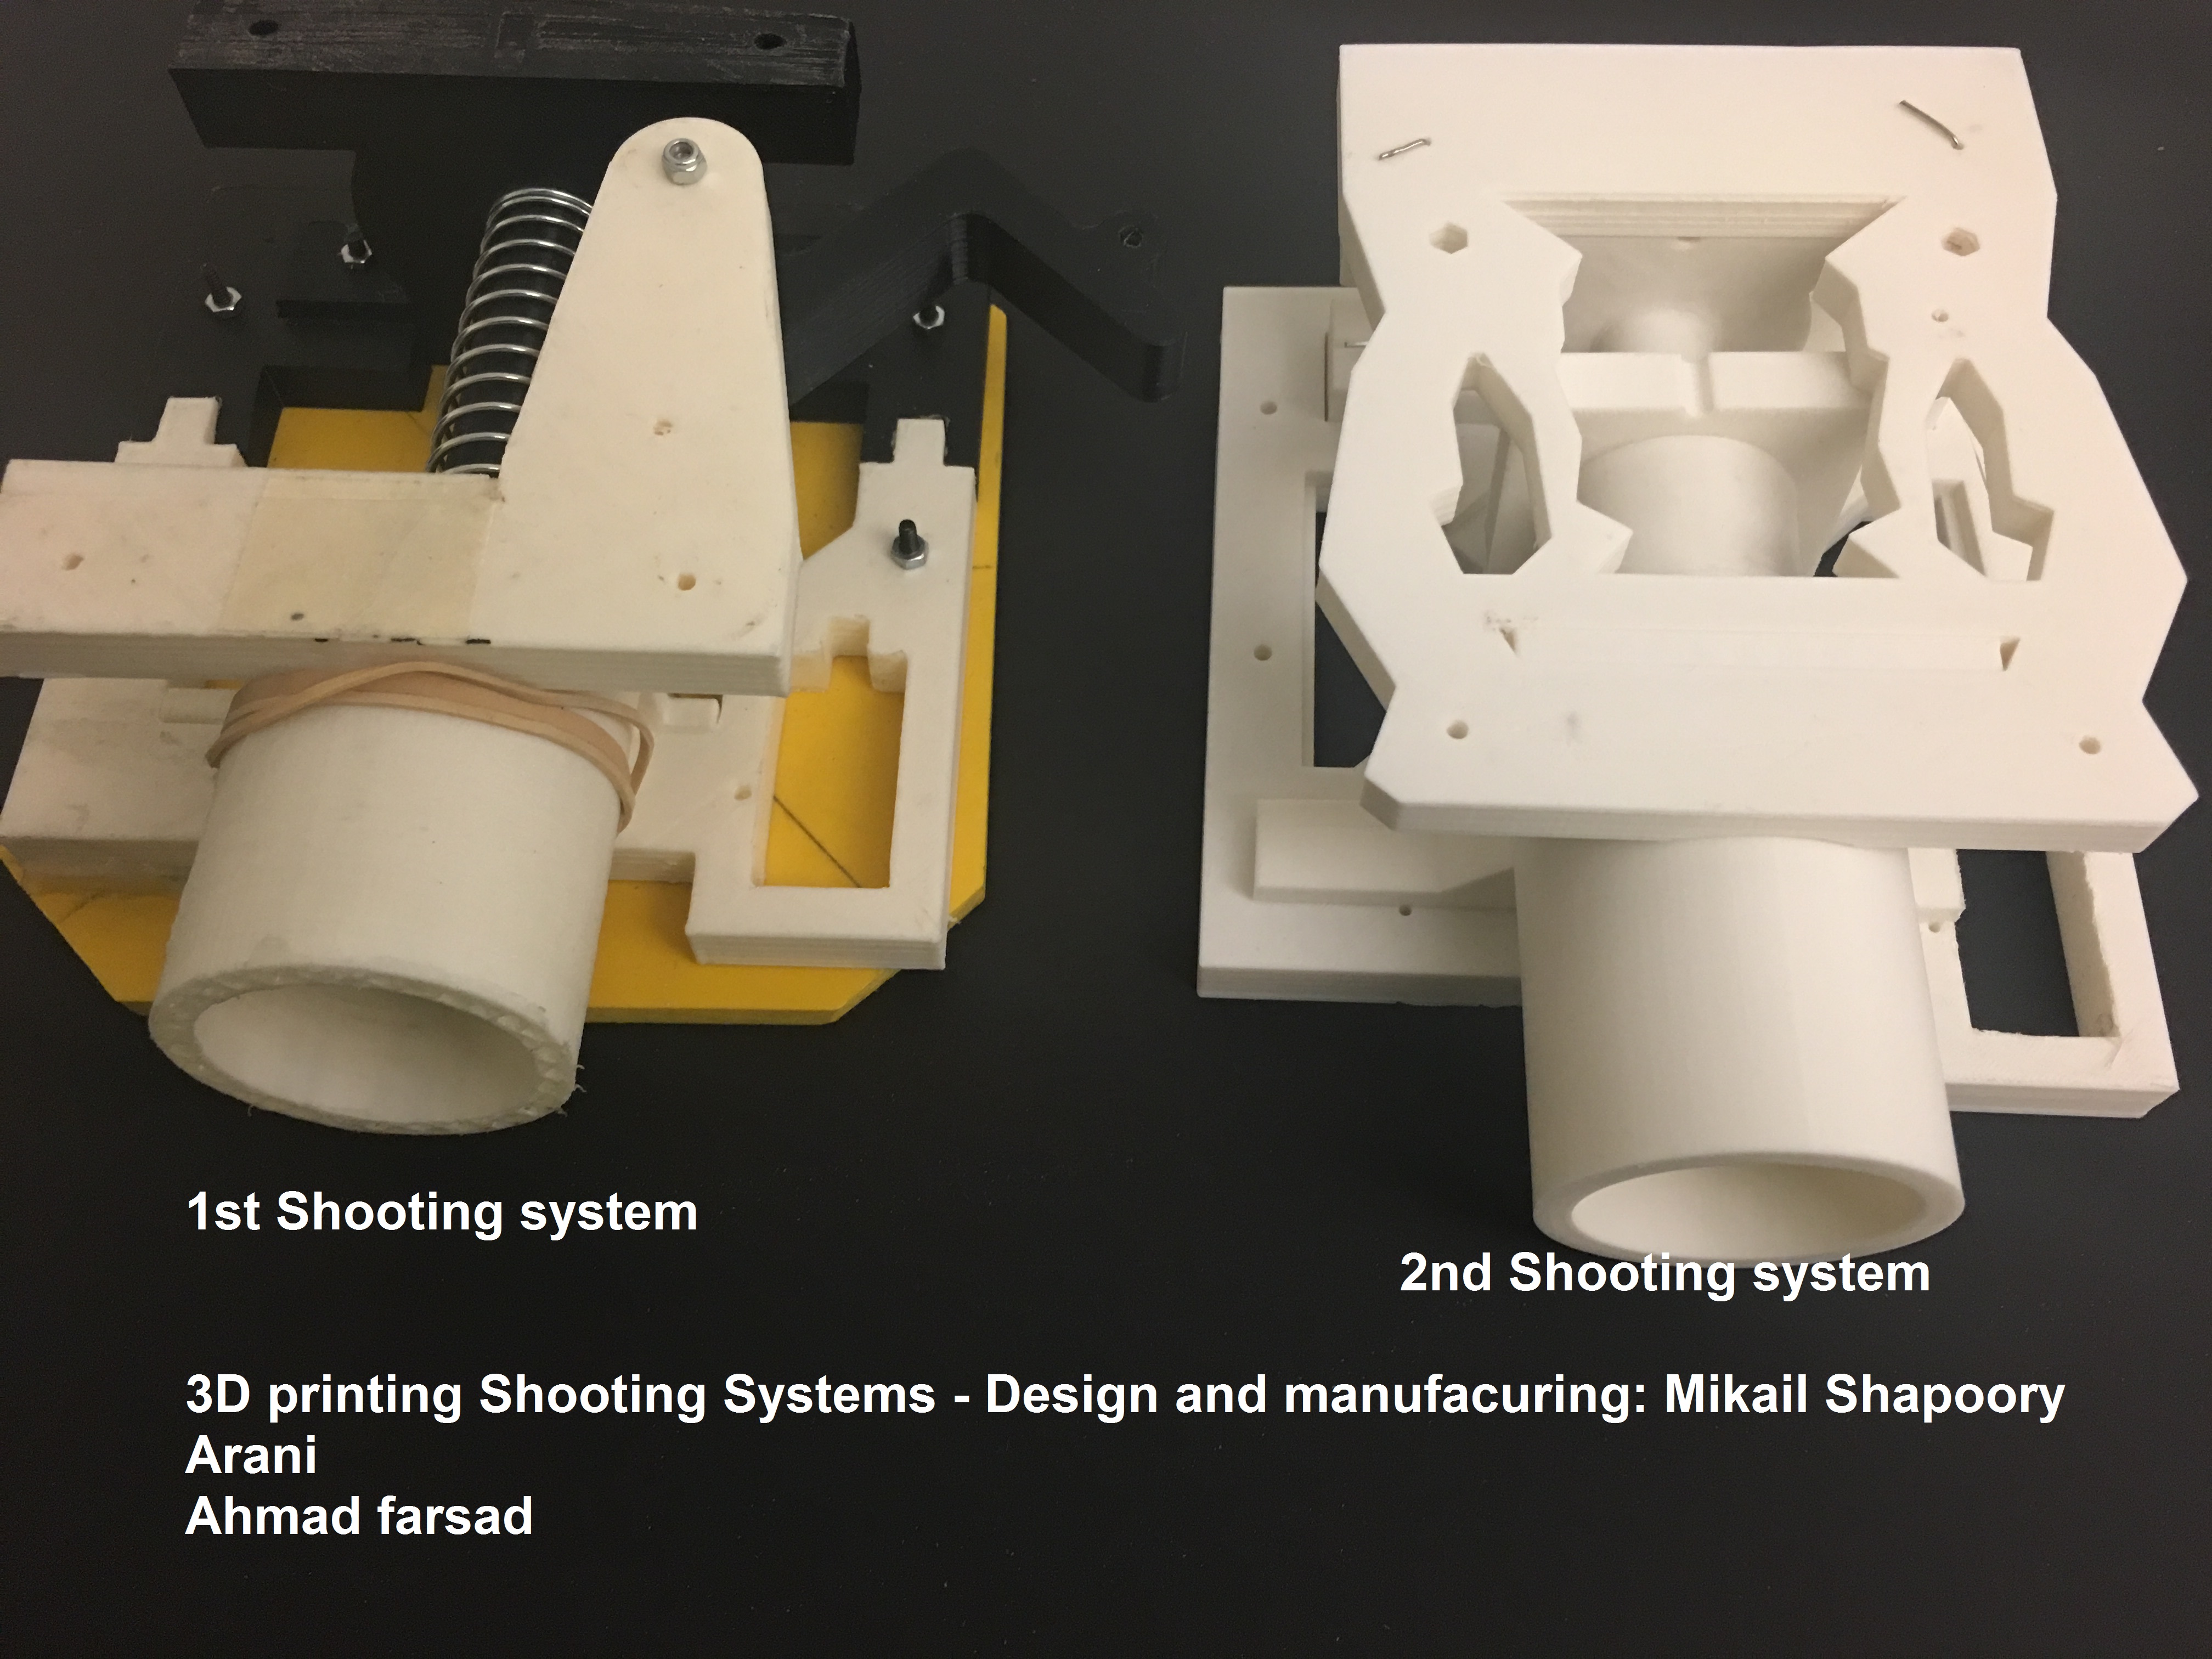 1st Shooting system
2nd Shooting system
3D printing Shooting Systems - Design and manufacuring: Mikail Shapoory
Arani
Ahmad farsad